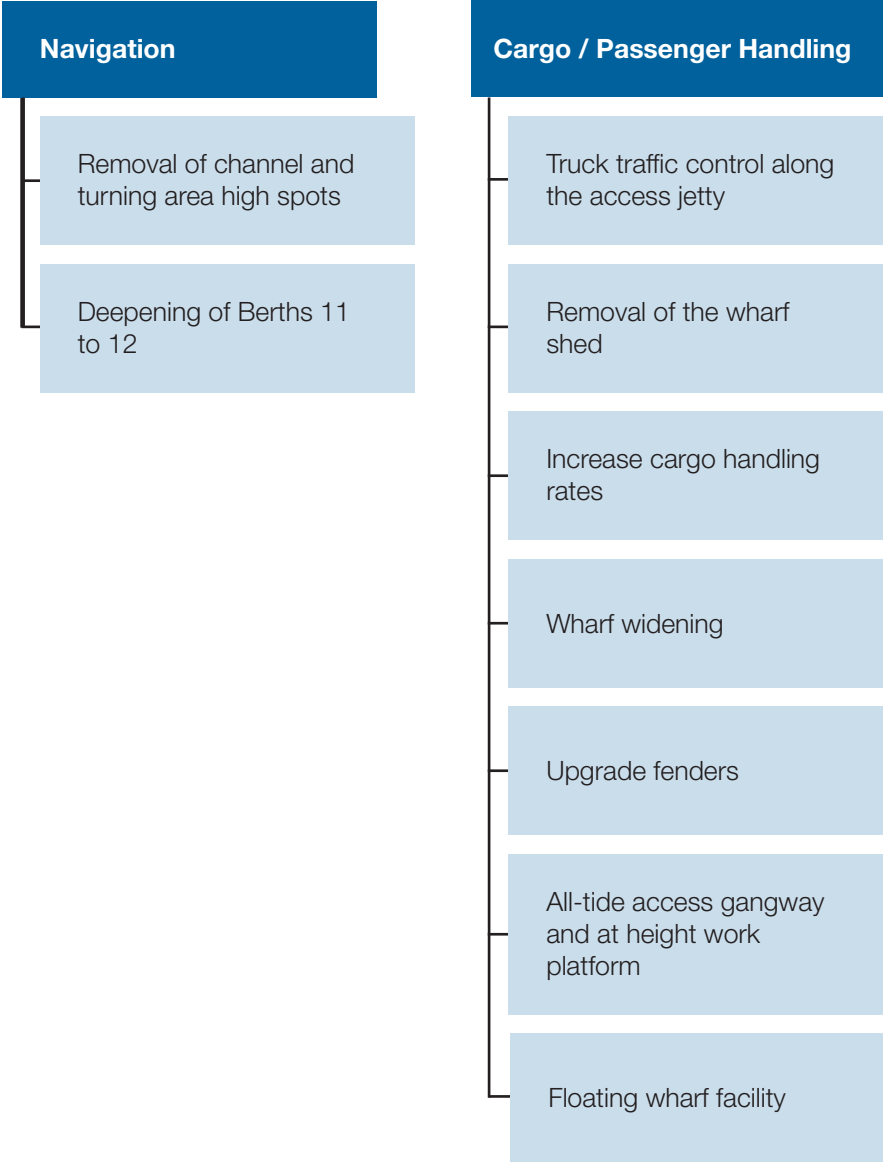 Navigation
Removal of channel and
turning area high spots
Deepening of Berths 11
to 12
Cargo / Passenger Handling
Truck traffic control along
the access jetty
Removal of the wharf
shed
Increase cargo handling
rates
Wharf widening
Upgrade fenders
All-tide access gangway
and at height work
platform
Floating wharf facility